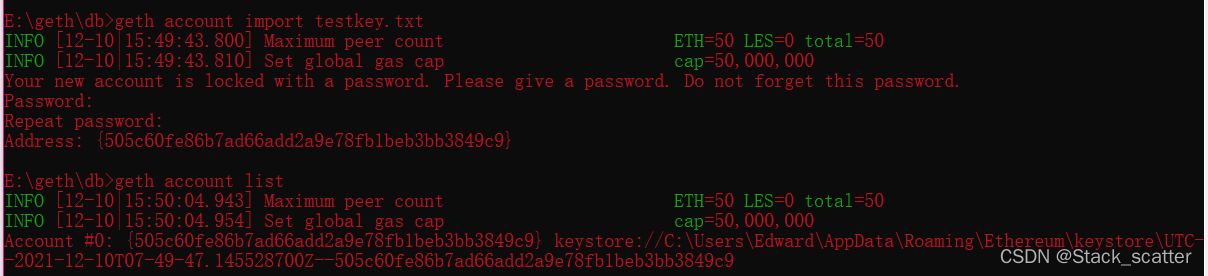 E:\geth\db>geth account import testkey.txt
INFO [12-10|15:49:43.800] Maximum peer count ETH=50 LES=0 total=50
INFO [12-10|15:49:43.810] Set global gas cap cap=50,000,000
Your new account is locked with a password. Please give a password. Do not forget this password.
Password:
Repeat password:
Address: {505c60fe86b7ad66add2a9e78fb1beb3bb3849c9}
E:\geth\db>geth account list
INFO [12-10|15:50:04.943] Maximum peer count ETH=50 LES=0 total=50
INFO [12-10|15:50:04.954] Set global gas cap cap=50,000,000
Account #0: {505c60fe86b7ad66add2a9e78fb1beb3bb3849c9} keystore://C:\Users\Edward\AppData\Roaming\Ethereum\keystore\UTC-
-2021-12-10T07-49-47.145528700Z--505c60fe86b7ad66add2a9e78fb1beb3bb3849c9
CSDN @Stack_scatter